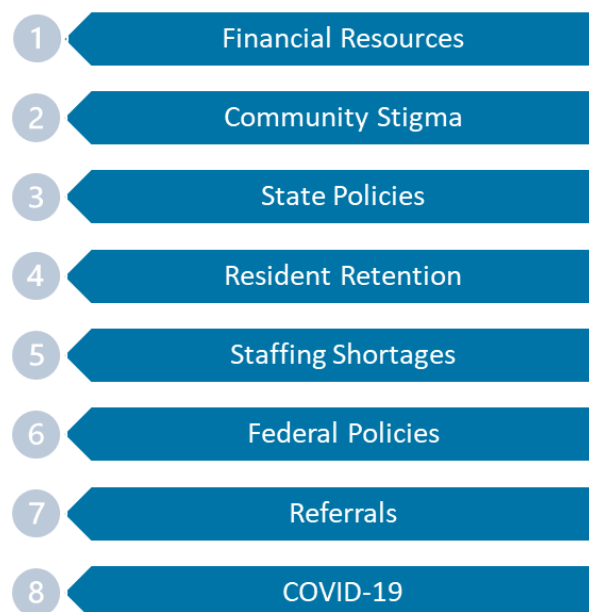 1 Financial Resources
2 Community Stigma
3 State Policies
4 Resident Retention
5 Staffing Shortages
6 Federal Policies
7 Referrals
8 COVID-19